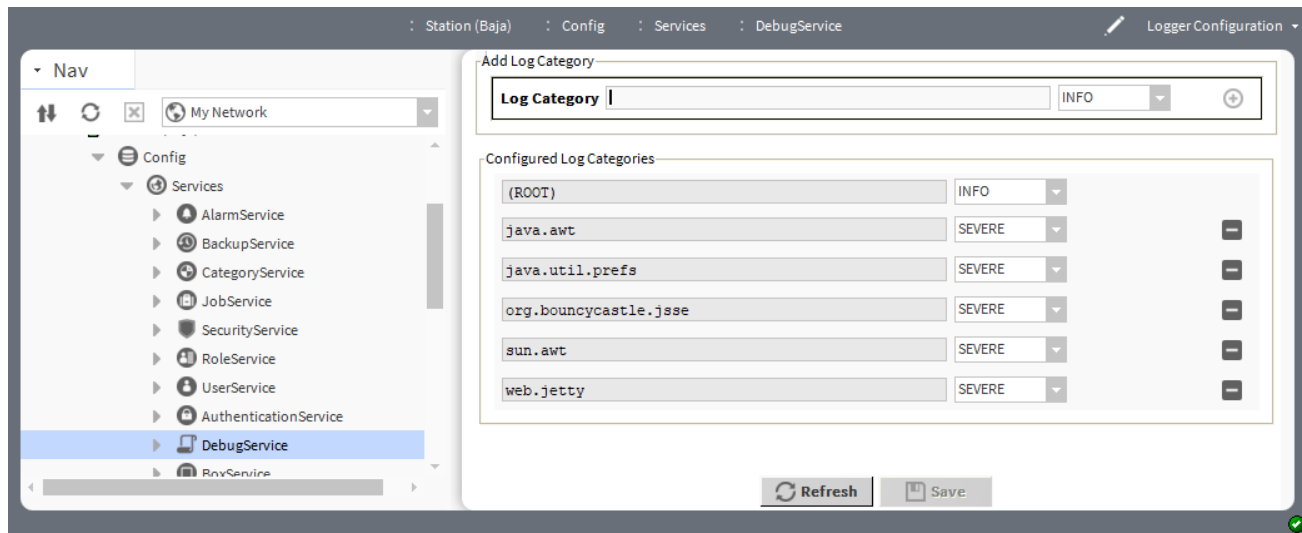 : Station (Baja) : Config : Services : DebugService Logger Configuration
Nav
My Network
Config
Services
AlarmService
BackupService
CategoryService
JobService
SecurityService
RoleService
UserService
AuthenticationService
DebugService
BoxService
Add Log Category
Log Category INFO
Configured Log Categories
(ROOT) INFO
java.awt SEVERE
java.util.prefs SEVERE
org.bouncycastle.jsse SEVERE
sun.awt SEVERE
web.jetty SEVERE
Refresh Save